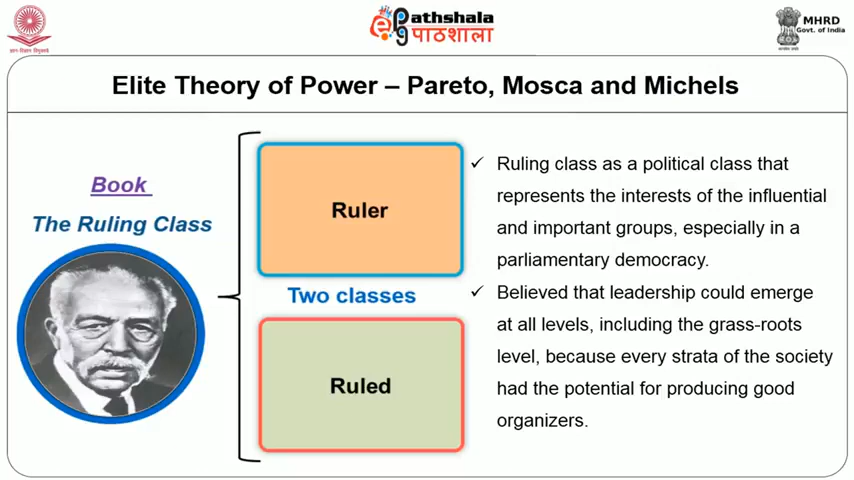 ePathshala
पाठशाला
MHRD
Govt. of India
Elite Theory of Power – Pareto, Mosca and Michels
Book
The Ruling Class
Ruler
Two classes
Ruled
✓ Ruling class as a political class that
represents the interests of the influential
and important groups, especially in a
parliamentary democracy.
✓ Believed that leadership could emerge
at all levels, including the grass-roots
level, because every strata of the society
had the potential for producing good
organizers.